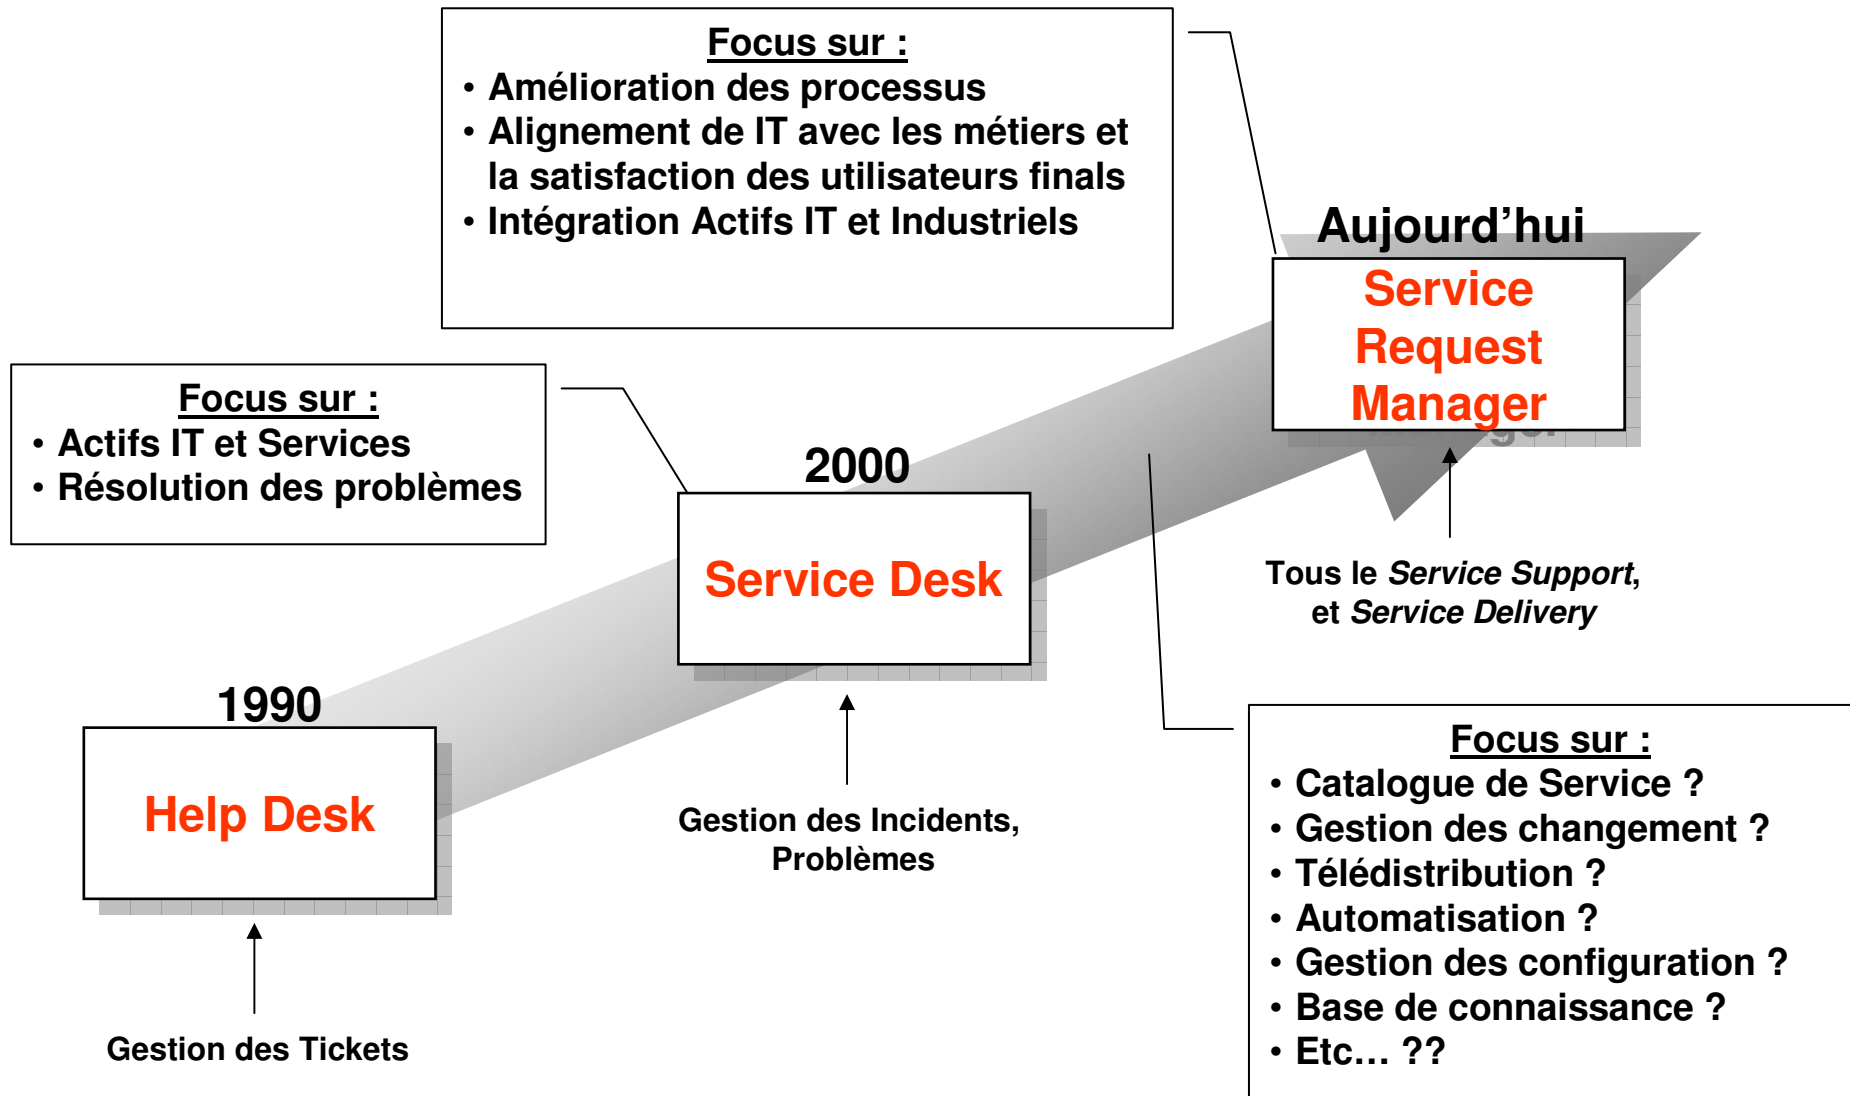 Focus sur :
• Amélioration des processus
• Alignement de IT avec les métiers et
la satisfaction des utilisateurs finals
• Intégration Actifs IT et Industriels
Aujourd'hui
Service
Request
Manager
Focus sur :
• Actifs IT et Services
• Résolution des problèmes
2000
Service Desk
Tous le Service Support,
et Service Delivery
1990
Help Desk
Gestion des Incidents,
Problèmes
Focus sur :
• Catalogue de Service ?
• Gestion des changement ?
• Télédistribution ?
• Automatisation ?
• Gestion des configuration ?
• Base de connaissance ?
• Etc… ??
Gestion des Tickets